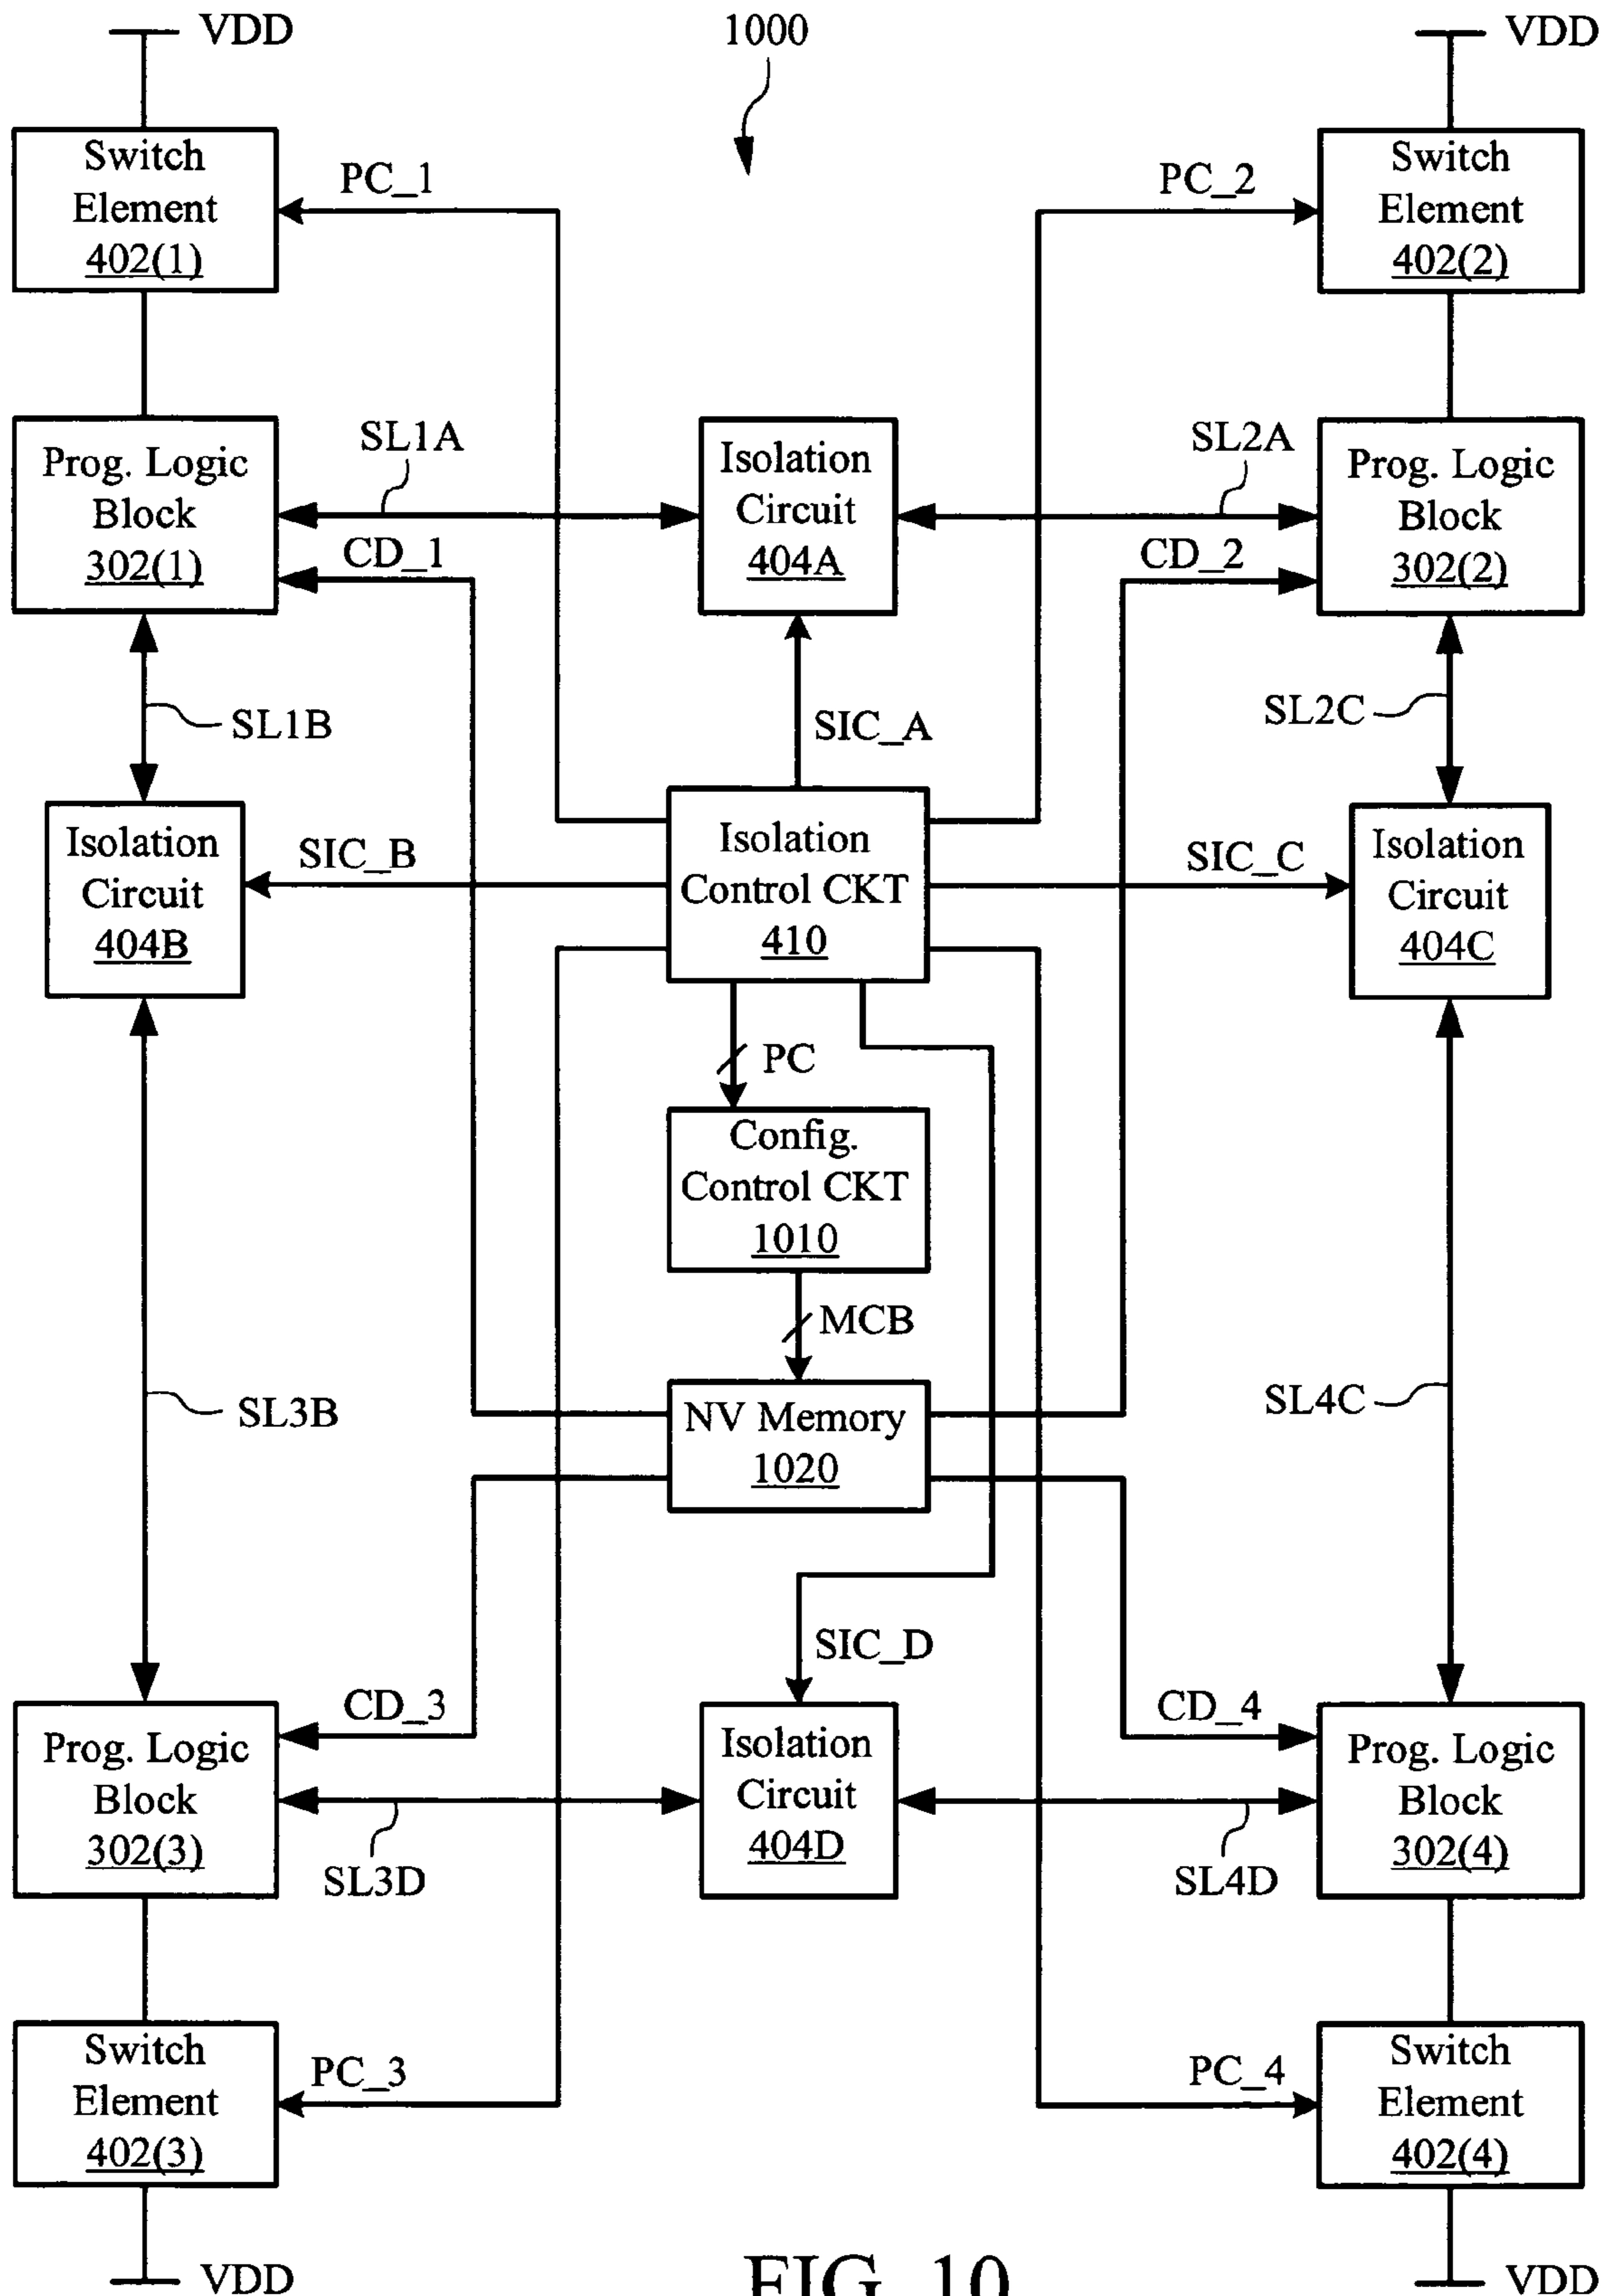 VDD
1000
VDD
Switch
Element
402(1)
PC_1
PC_2
Switch
Element
402(2)
Prog. Logic
Block
302(1)
SL1A
Isolation
Circuit
404A
SL2A
Prog. Logic
Block
302(2)
CD_1
CD_2
SL1B
SIC_A
SL2C
Isolation
Circuit
404B
SIC_B
Isolation
Control CKT
410
SIC_C
Isolation
Circuit
404C
PC
Config.
Control CKT
1010
MCB
SL3B
NV Memory
1020
SL4C
SIC_D
CD_3
CD_4
Prog. Logic
Block
302(3)
Isolation
Circuit
404D
Prog. Logic
Block
302(4)
SL3D
SL4D
Switch
Element
402(3)
PC_3
PC_4
Switch
Element
402(4)
VDD
FIG. 10
VDD